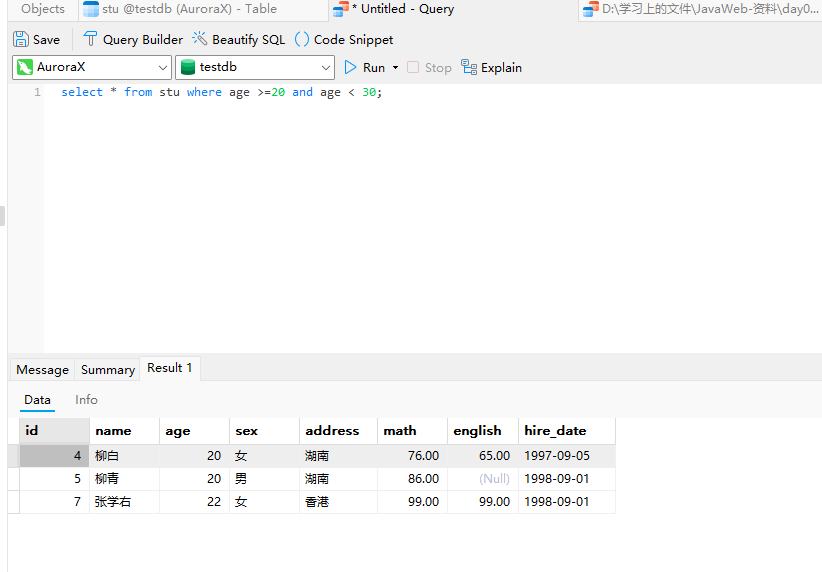 Objects stu @testdb (AuroraX) - Table * Untitled - Query D:\学习上的文件\JavaWeb-资料\day0...
Save Query Builder Beautify SQL () Code Snippet
AuroraX testdb Run Stop Explain
1 select * from stu where age >=20 and age < 30;
Message Summary Result 1
Data Info
id name age sex address math english hire_date
4 柳白 20 女 湖南 76.00 65.00 1997-09-05
5 柳青 20 男 湖南 86.00 (Null) 1998-09-01
7 张学右 22 女 香港 99.00 99.00 1998-09-01